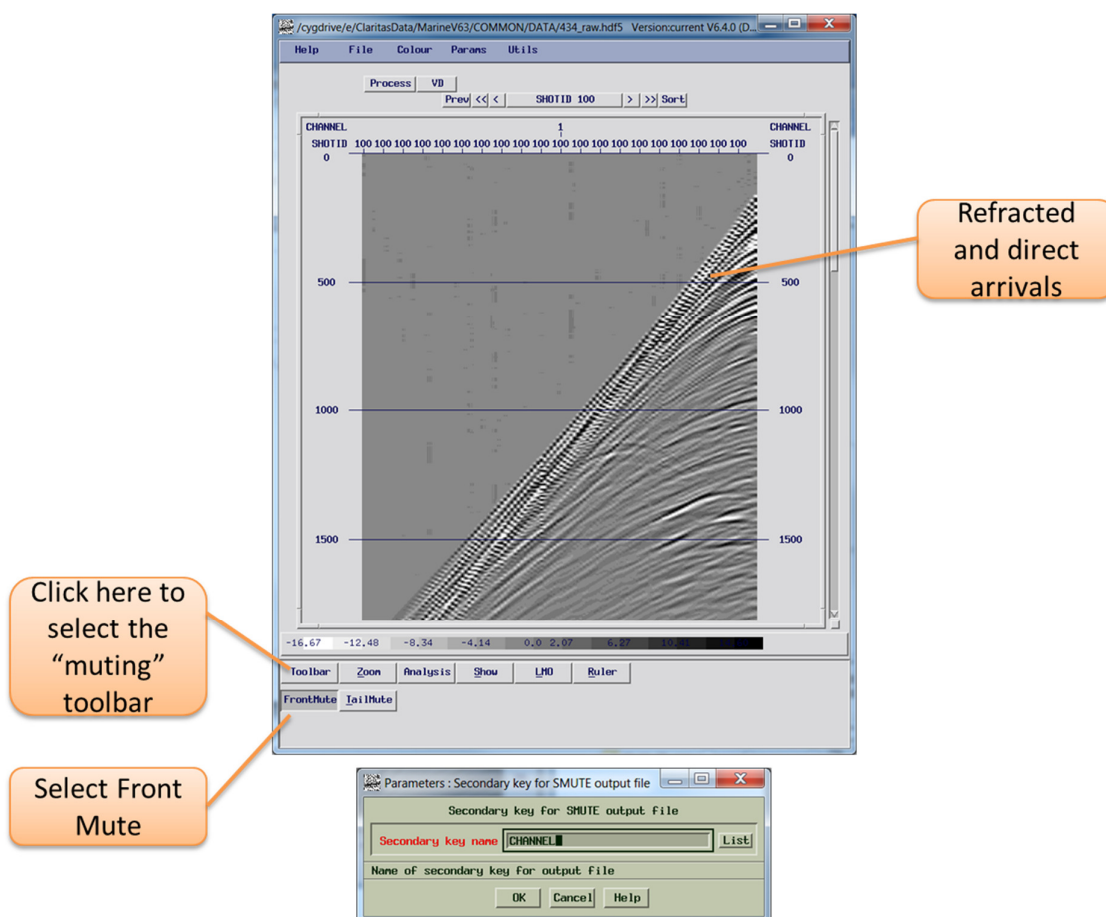 /cygdrive/e/ClaritasData/MarineV63/COMMON/DATA/434_raw.hdf5 Version:current V6.4.0 (D...
Help File Colour Params Utils
Process VD
Prev << < SHOTID 100 > >> Sort
CHANNEL 1 CHANNEL
SHOTID 100 100 100 100 100 100 100 100 100 100 100 100 100 100 100 100 100 100 100 100 SHOTID
0 0
Refracted
and direct
arrivals
500 500
1000 1000
1500 1500
Click here to
select the
“muting”
toolbar
-16.67 -12.48 -8.34 -4.14 0.0 2.07 6.27
Toolbar Zoom Analysis Show LMO Ruler
FrontMute TailMute
Select Front
Mute
Parameters : Secondary key for SMUTE output file
Secondary key for SMUTE output file
Secondary key name CHANNEL List
Name of secondary key for output file
OK Cancel Help